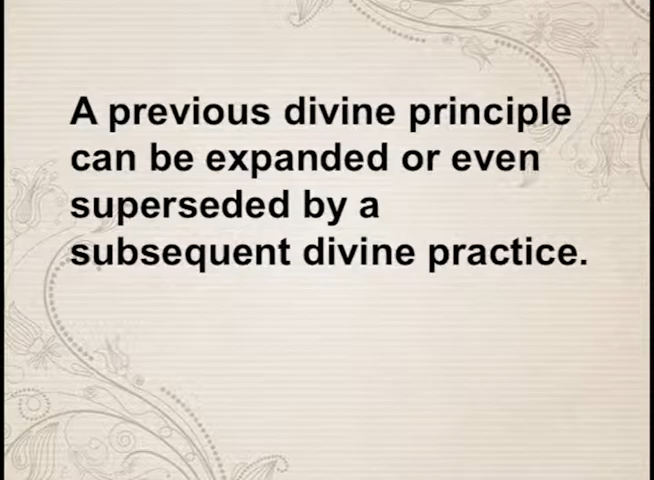 A previous divine principle
can be expanded or even
superseded by a
subsequent divine practice.